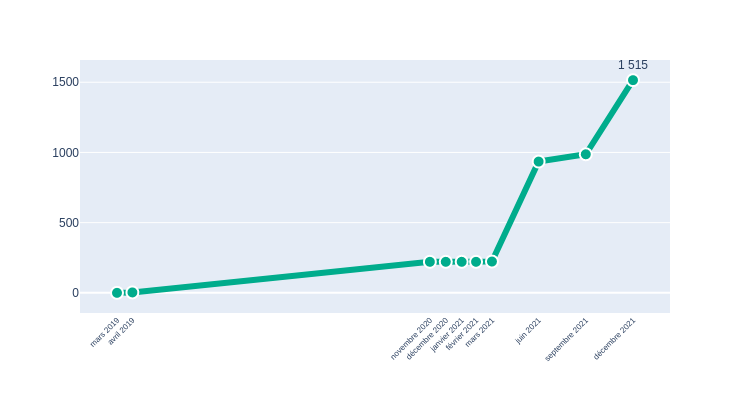 1 515
1500
1000
500
0
mars 2019
avril 2019
novembre 2020
décembre 2020
janvier 2021
février 2021
mars 2021
juin 2021
septembre 2021
décembre 2021